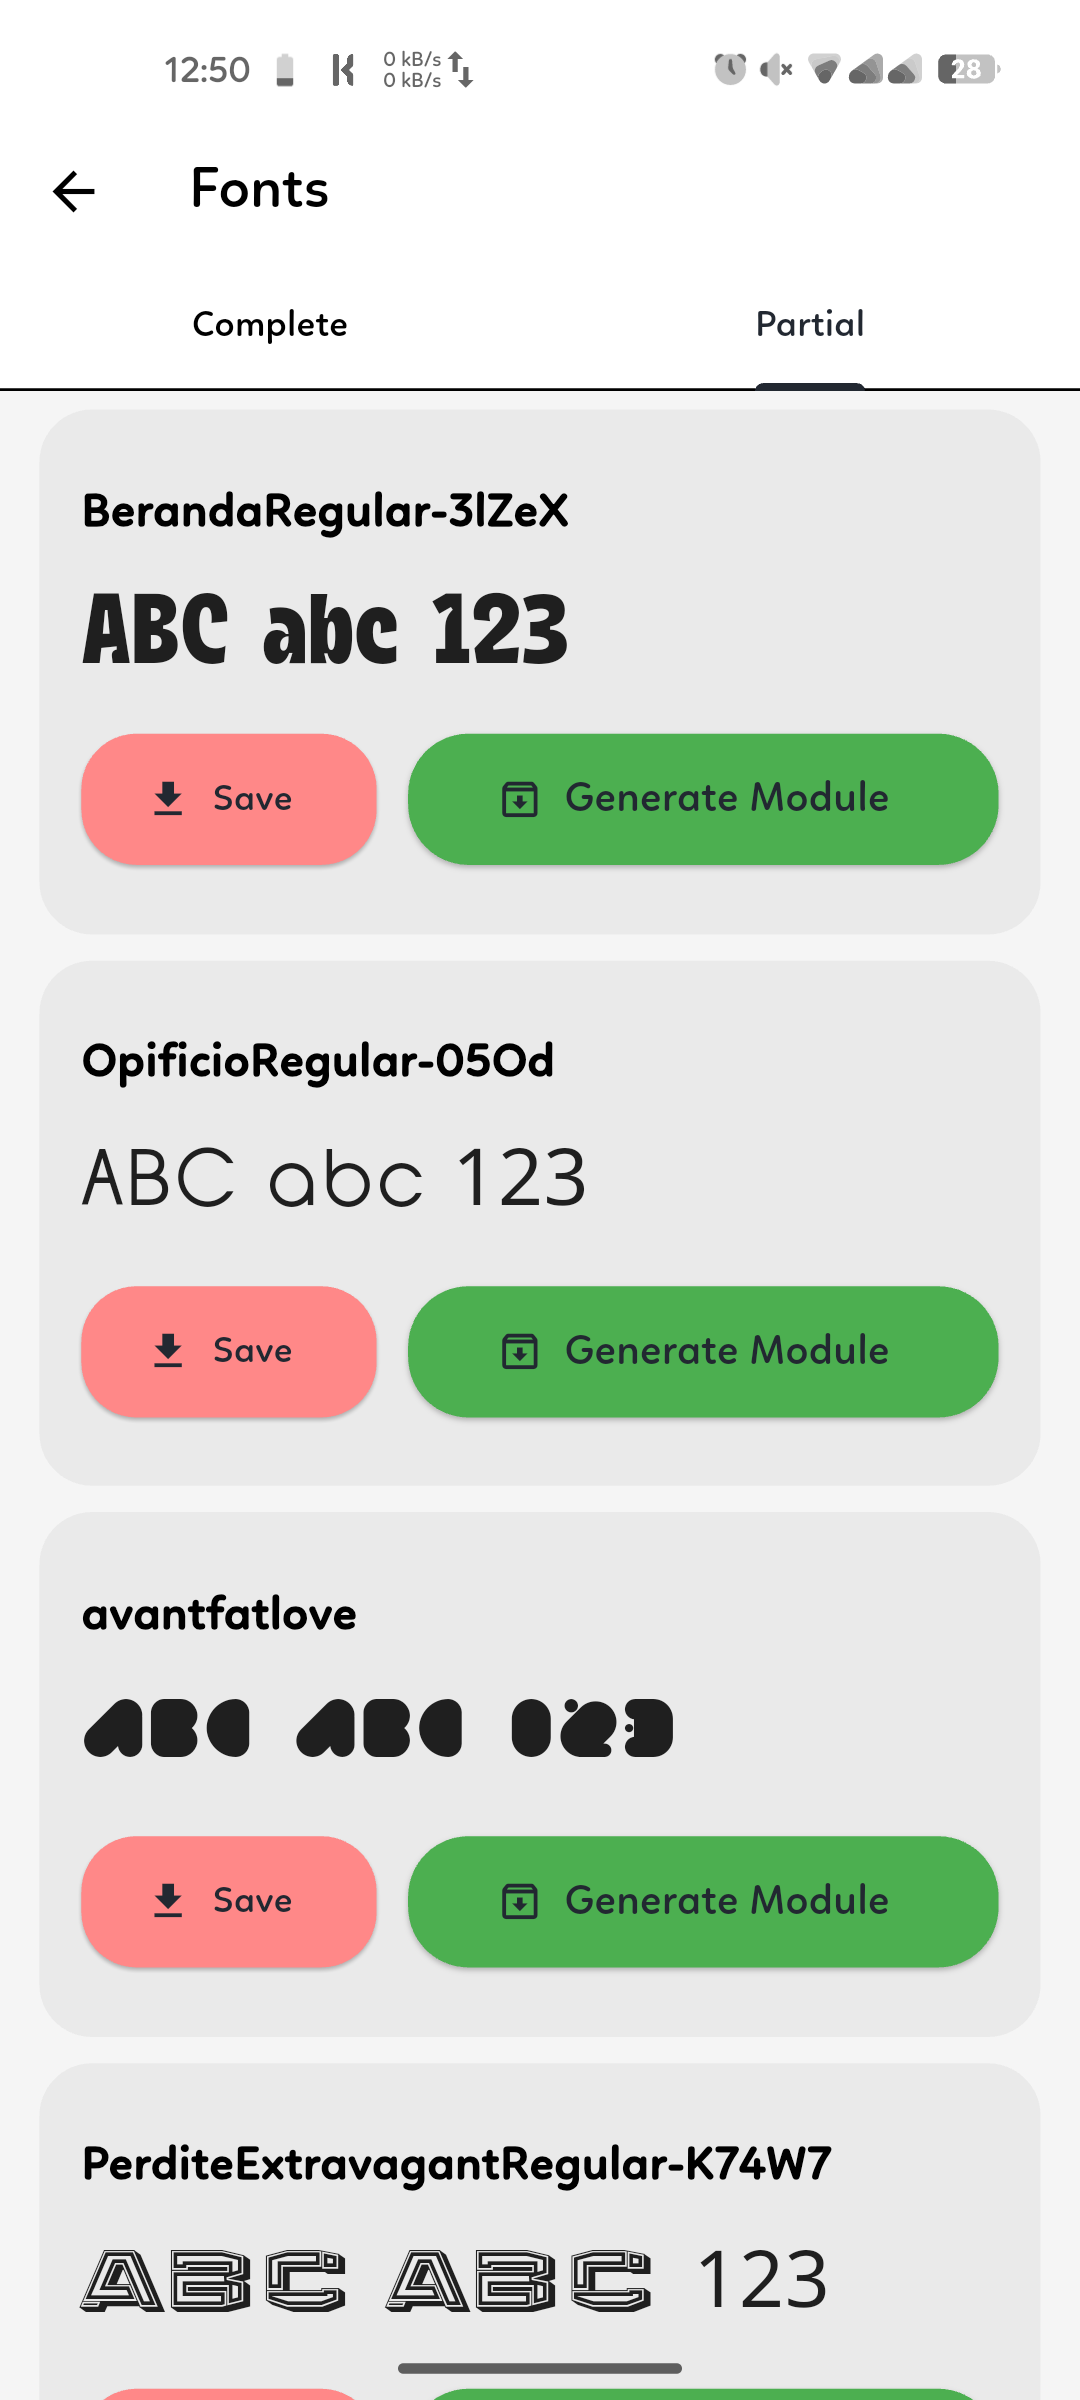 12:50
0 kB/s
0 kB/s
28
Fonts
Complete
Partial
BerandaRegular-3lZeX
ABC abc 123
Save
Generate Module
OpificioRegular-05Od
ABC abc 123
Save
Generate Module
avantfatlove
ABC ABC 123
Save
Generate Module
PerditeExtravagantRegular-K74W7
ABC ABC 123